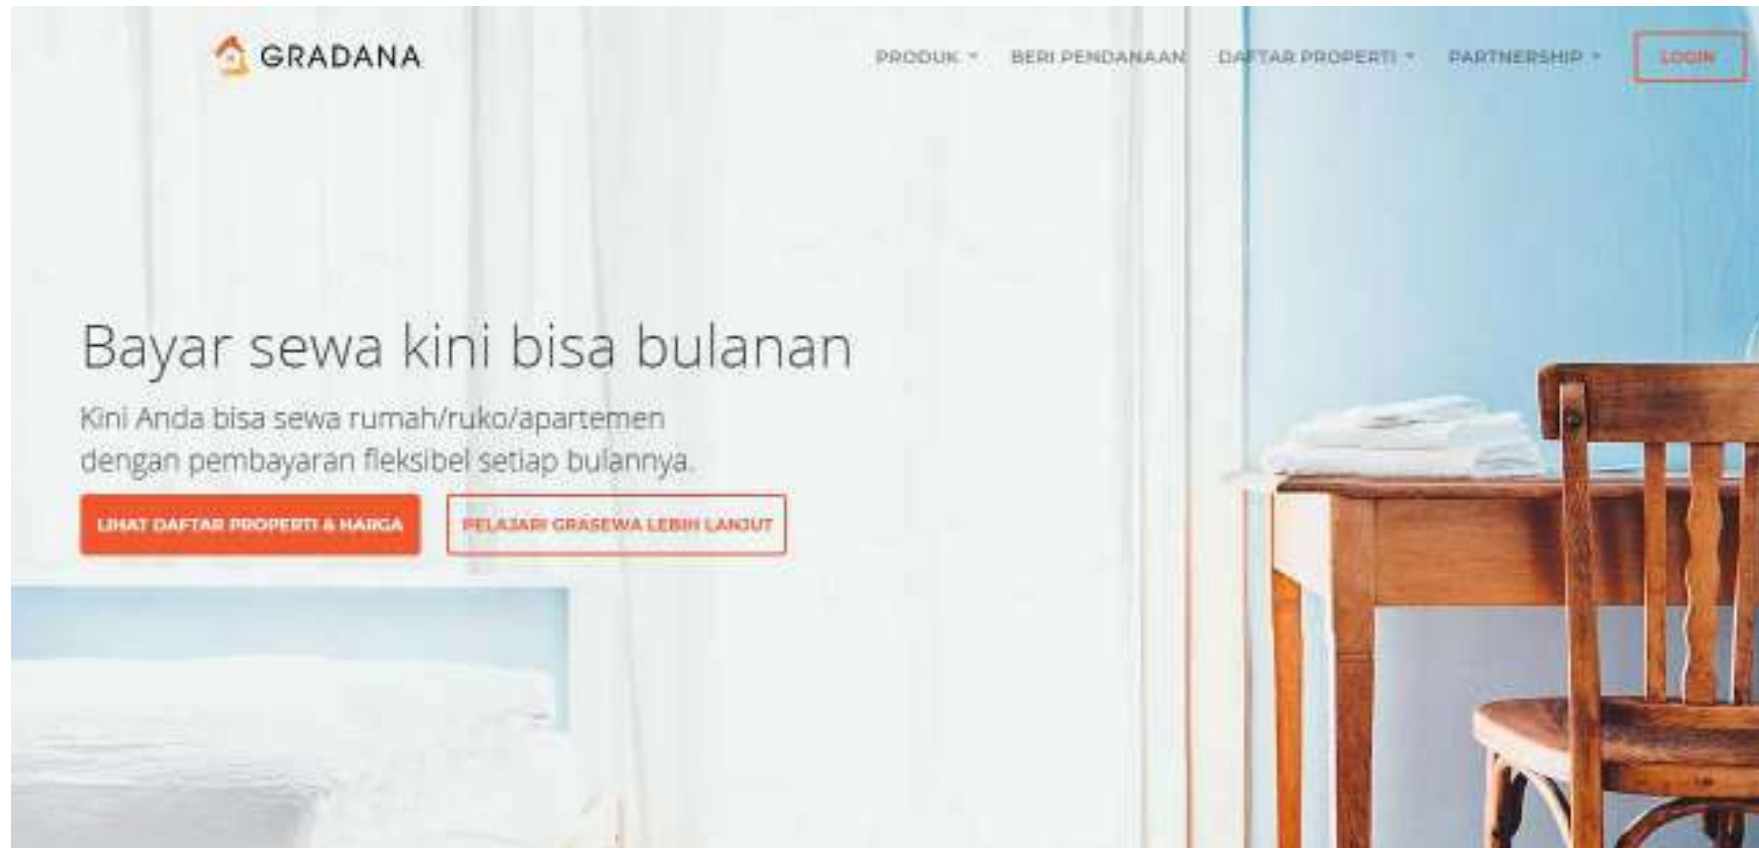 GRADANA
PRODUK
BERI PENDANAAN
DAFTAR PROPERTI
PARTNERSHIP
LOGIN
Bayar sewa kini bisa bulanan
Kini Anda bisa sewa rumah/ruko/apartemen
dengan pembayaran fleksibel setiap bulannya.
LIHAT DAFTAR PROPERTI & HARGA
PELAJARI GRASEWA LEBIH LANJUT